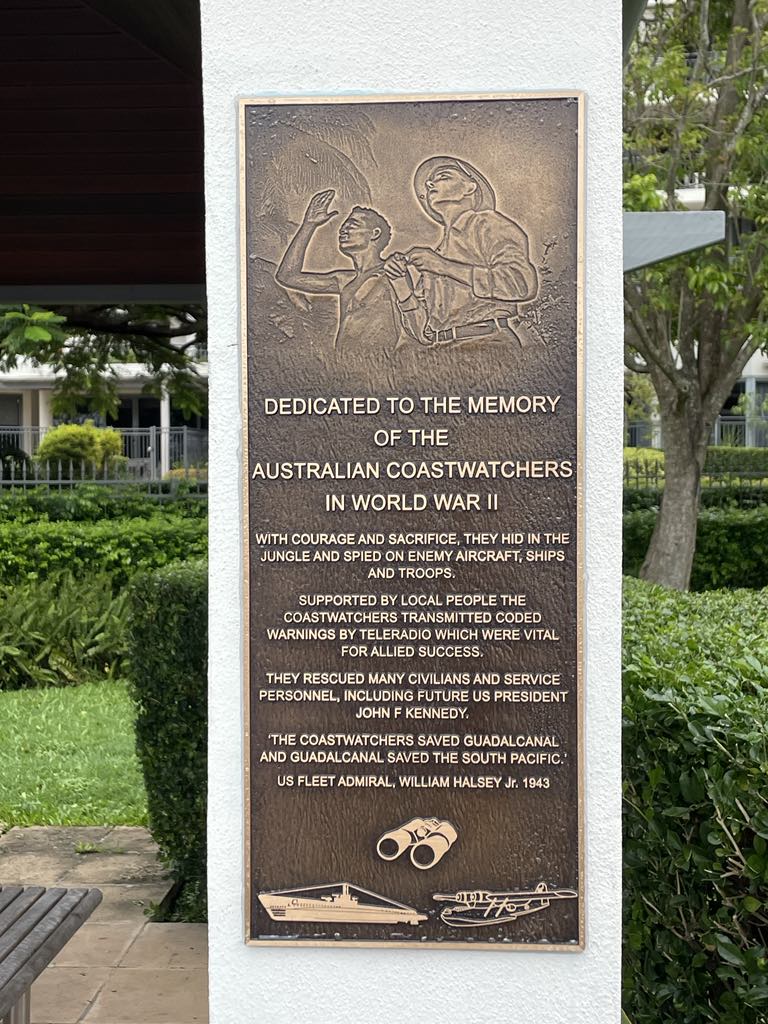 DEDICATED TO THE MEMORY
OF THE
AUSTRALIAN COASTWATCHERS
IN WORLD WAR II
WITH COURAGE AND SACRIFICE, THEY HID IN THE
JUNGLE AND SPIED ON ENEMY AIRCRAFT, SHIPS
AND TROOPS.
SUPPORTED BY LOCAL PEOPLE THE
COASTWATCHERS TRANSMITTED CODED
WARNINGS BY TELERADIO WHICH WERE VITAL
FOR ALLIED SUCCESS.
THEY RESCUED MANY CIVILIANS AND SERVICE
PERSONNEL, INCLUDING FUTURE US PRESIDENT
JOHN F KENNEDY.
'THE COASTWATCHERS SAVED GUADALCANAL
AND GUADALCANAL SAVED THE SOUTH PACIFIC.'
US FLEET ADMIRAL, WILLIAM HALSEY Jr. 1943